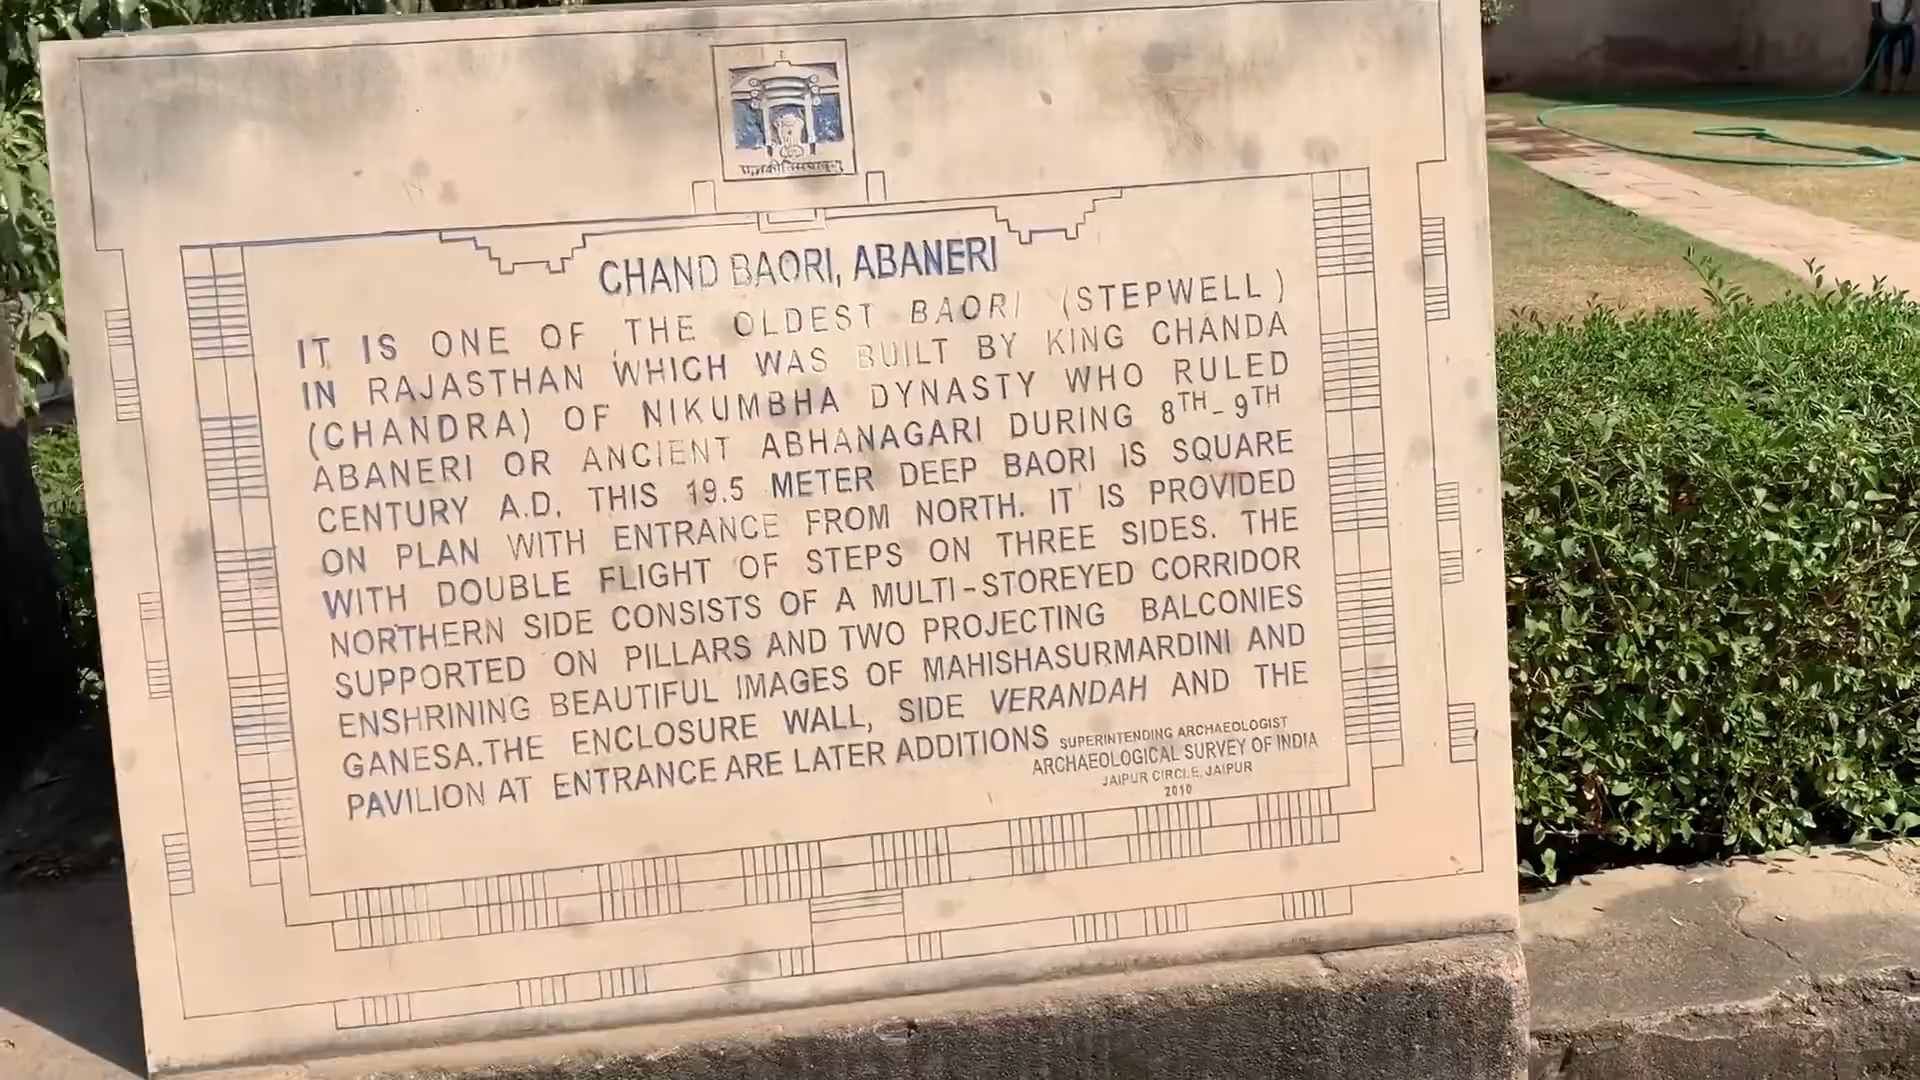 CHAND BAORI, ABANERI
IT IS ONE OF THE OLDEST BAORI (STEPWELL)
IN RAJASTHAN WHICH WAS BUILT BY KING CHANDA
(CHANDRA) OF NIKUMBHA DYNASTY WHO RULED
ABANERI OR ANCIENT ABHANAGARI DURING 8TH-9TH
CENTURY A.D. THIS 19.5 METER DEEP BAORI IS SQUARE
ON PLAN WITH ENTRANCE FROM NORTH. IT IS PROVIDED
WITH DOUBLE FLIGHT OF STEPS ON THREE SIDES. THE
NORTHERN SIDE CONSISTS OF A MULTI-STOREYED CORRIDOR
SUPPORTED ON PILLARS AND TWO PROJECTING BALCONIES
ENSHRINING BEAUTIFUL IMAGES OF MAHISHASURMARDINI AND
GANESA.THE ENCLOSURE WALL, SIDE VERANDAH AND THE
PAVILION AT ENTRANCE ARE LATER ADDITIONS
SUPERINTENDING ARCHAEOLOGIST
ARCHAEOLOGICAL SURVEY OF INDIA
JAIPUR CIRCLE, JAIPUR
2010